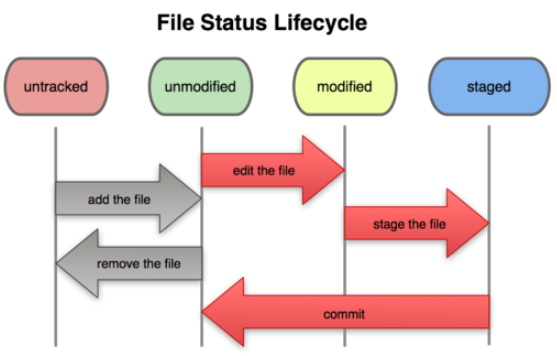 File Status Lifecycle
untracked
unmodified
modified
staged
edit the file
add the file
stage the file
remove the file
commit